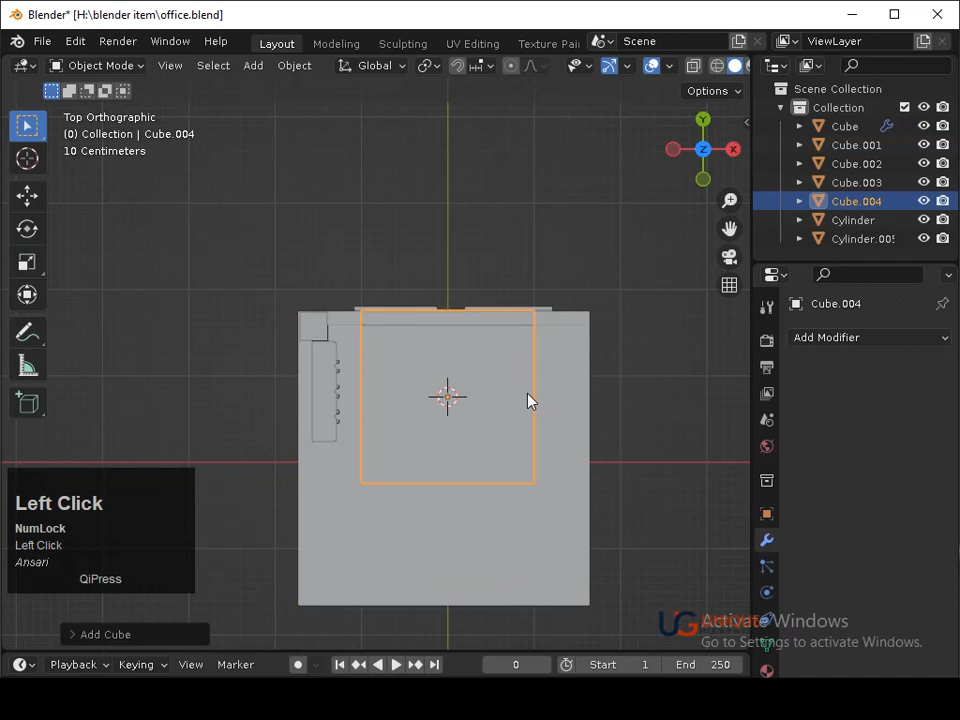 Blender* [H:\blender item\office.blend]
File Edit Render Window Help Layout Modeling Sculpting UV Editing Texture Pai Scene ViewLayer
Object Mode View Select Add Object Global
Options
Top Orthographic
(0) Collection | Cube.004
10 Centimeters
Y
Z
X
Scene Collection
Collection
Cube
Cube.001
Cube.002
Cube.003
Cube.004
Cylinder
Cylinder.005
Cube.004
Add Modifier
Left Click
NumLock
Left Click
Ansari
QiPress
Add Cube
UG
Activate Windows
Go to Settings to activate Windows.
Playback Keying View Marker 0 Start 1 End 250